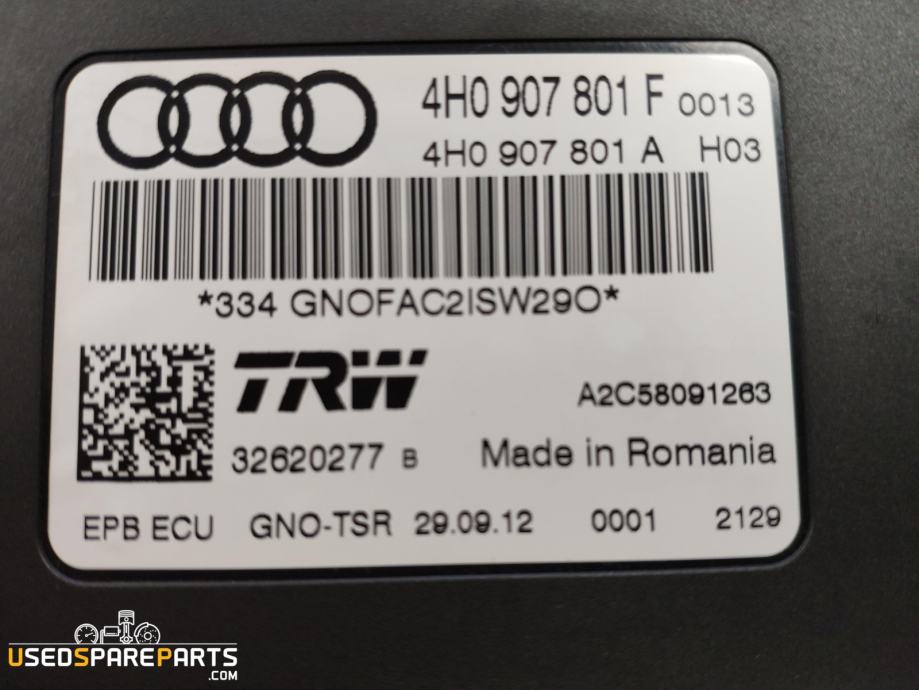 4H0 907 801 F 0013
4H0 907 801 A H03
*334 GNOFAC2ISW29O*
TRW
A2C58091263
32620277 B Made in Romania
EPB ECU GNO-TSR 29.09.12 0001 2129
USEDSPAREPARTS
.COM